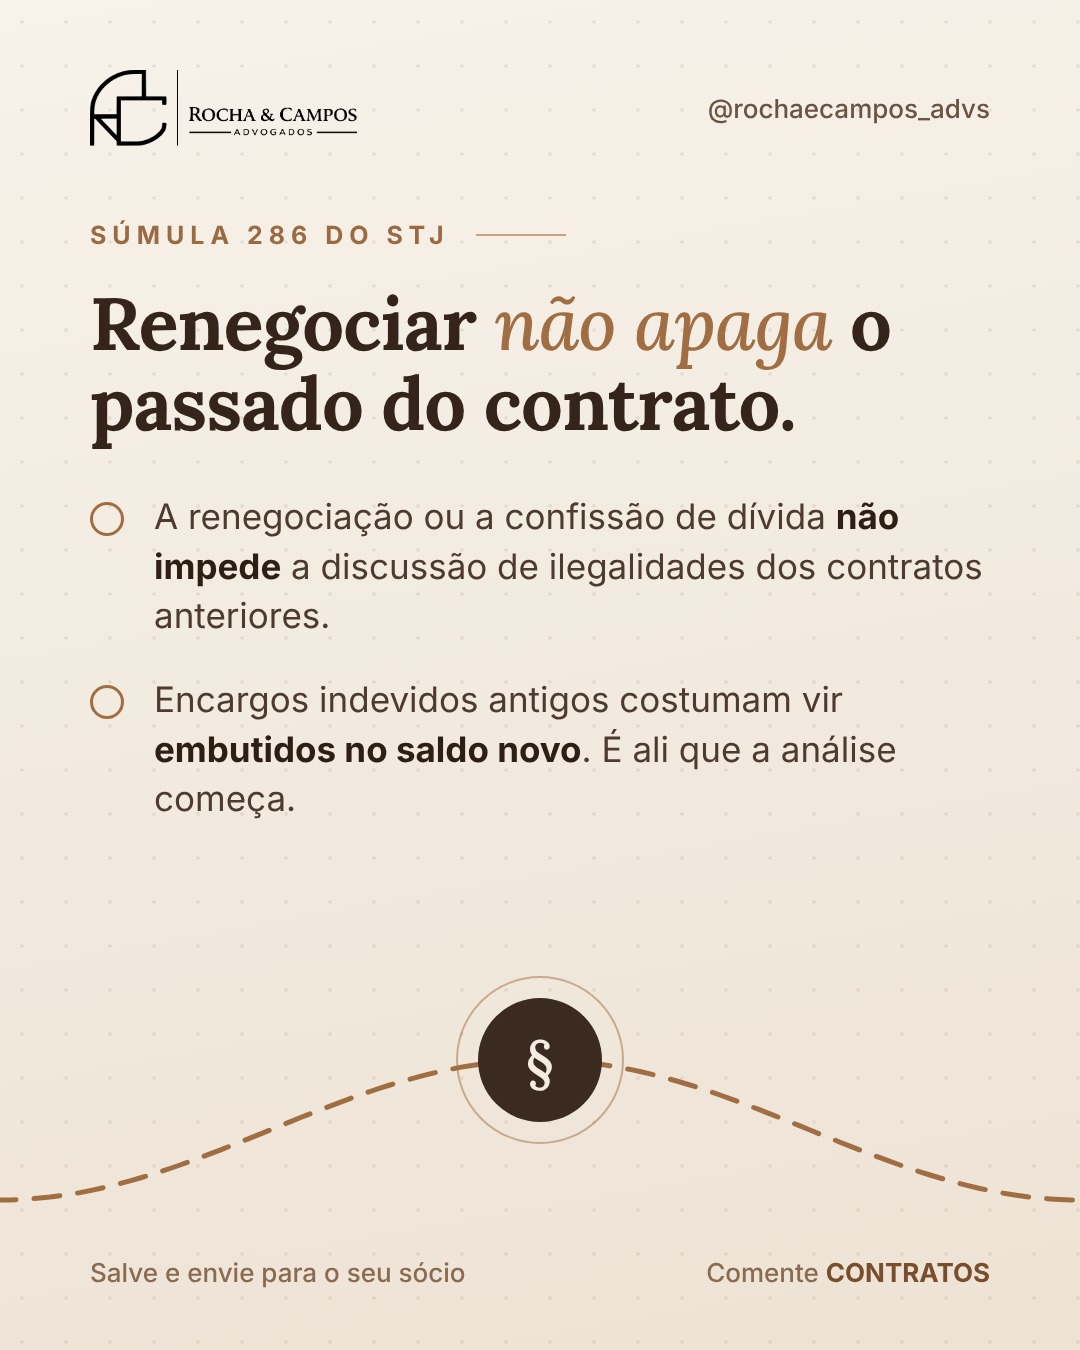 ROCHA & CAMPOS
ADVOGADOS
@rochaecampos_advs
SÚMULA 286 DO STJ
Renegociar não apaga o
passado do contrato.
A renegociação ou a confissão de dívida não
impede a discussão de ilegalidades dos contratos
anteriores.
Encargos indevidos antigos costumam vir
embutidos no saldo novo. É ali que a análise
começa.
§
Salve e envie para o seu sócio
Comente CONTRATOS